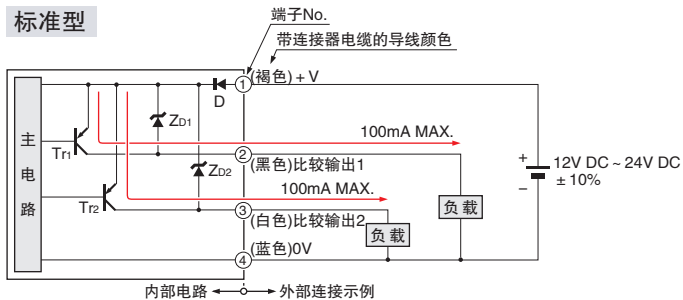 标准型
端子No.
带连接器电缆的导线颜色
① (褐色)+V
D
ZD1
100mA MAX.
主电路
Tr1
② (黑色)比较输出1
ZD2
100mA MAX.
+
−
12V DC ~ 24V DC
± 10%
Tr2
③ (白色)比较输出2
负 载
负 载
④ (蓝色)0V
内部电路
外部连接示例